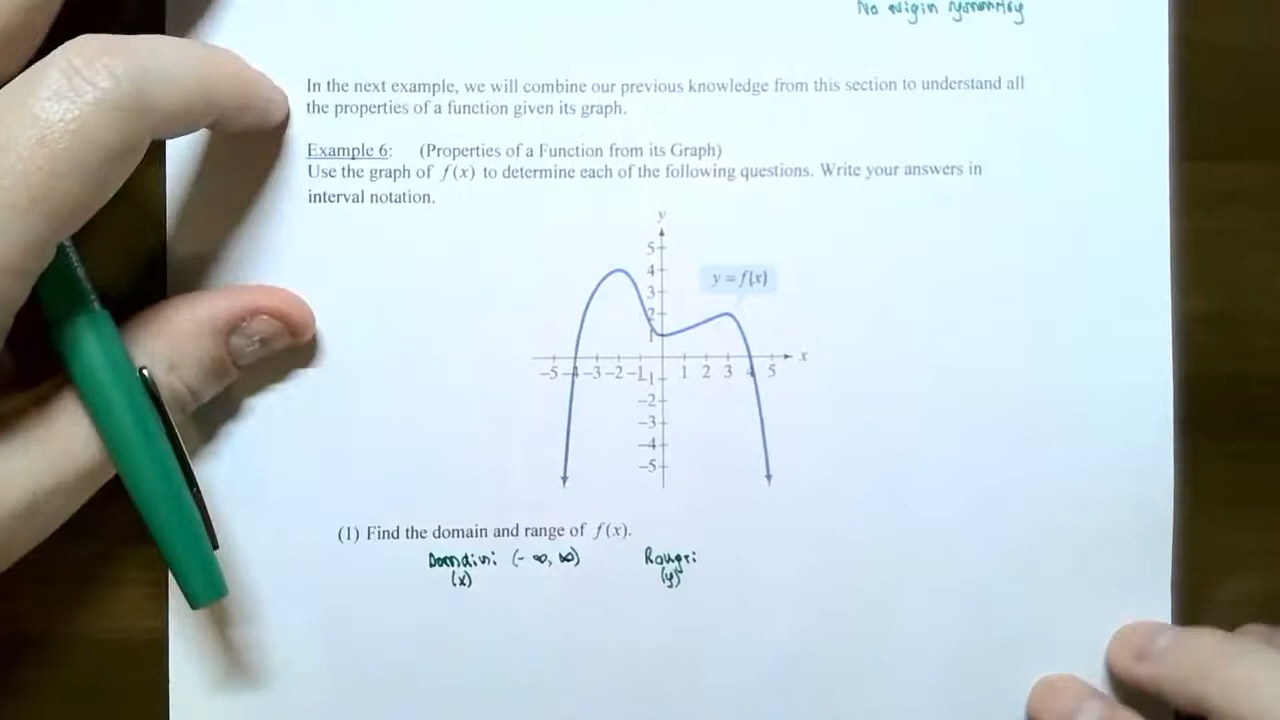 No origin symmetry
In the next example, we will combine our previous knowledge from this section to understand all
the properties of a function given its graph.
Example 6: (Properties of a Function from its Graph)
Use the graph of f(x) to determine each of the following questions. Write your answers in
interval notation.
y
5
4
3
2
1
y = f(x)
x
-5 -4 -3 -2 -1 1 2 3 4 5
-1
-2
-3
-4
-5
(1) Find the domain and range of f(x).
Domain: (-∞, ∞) Range:
(x) (y)